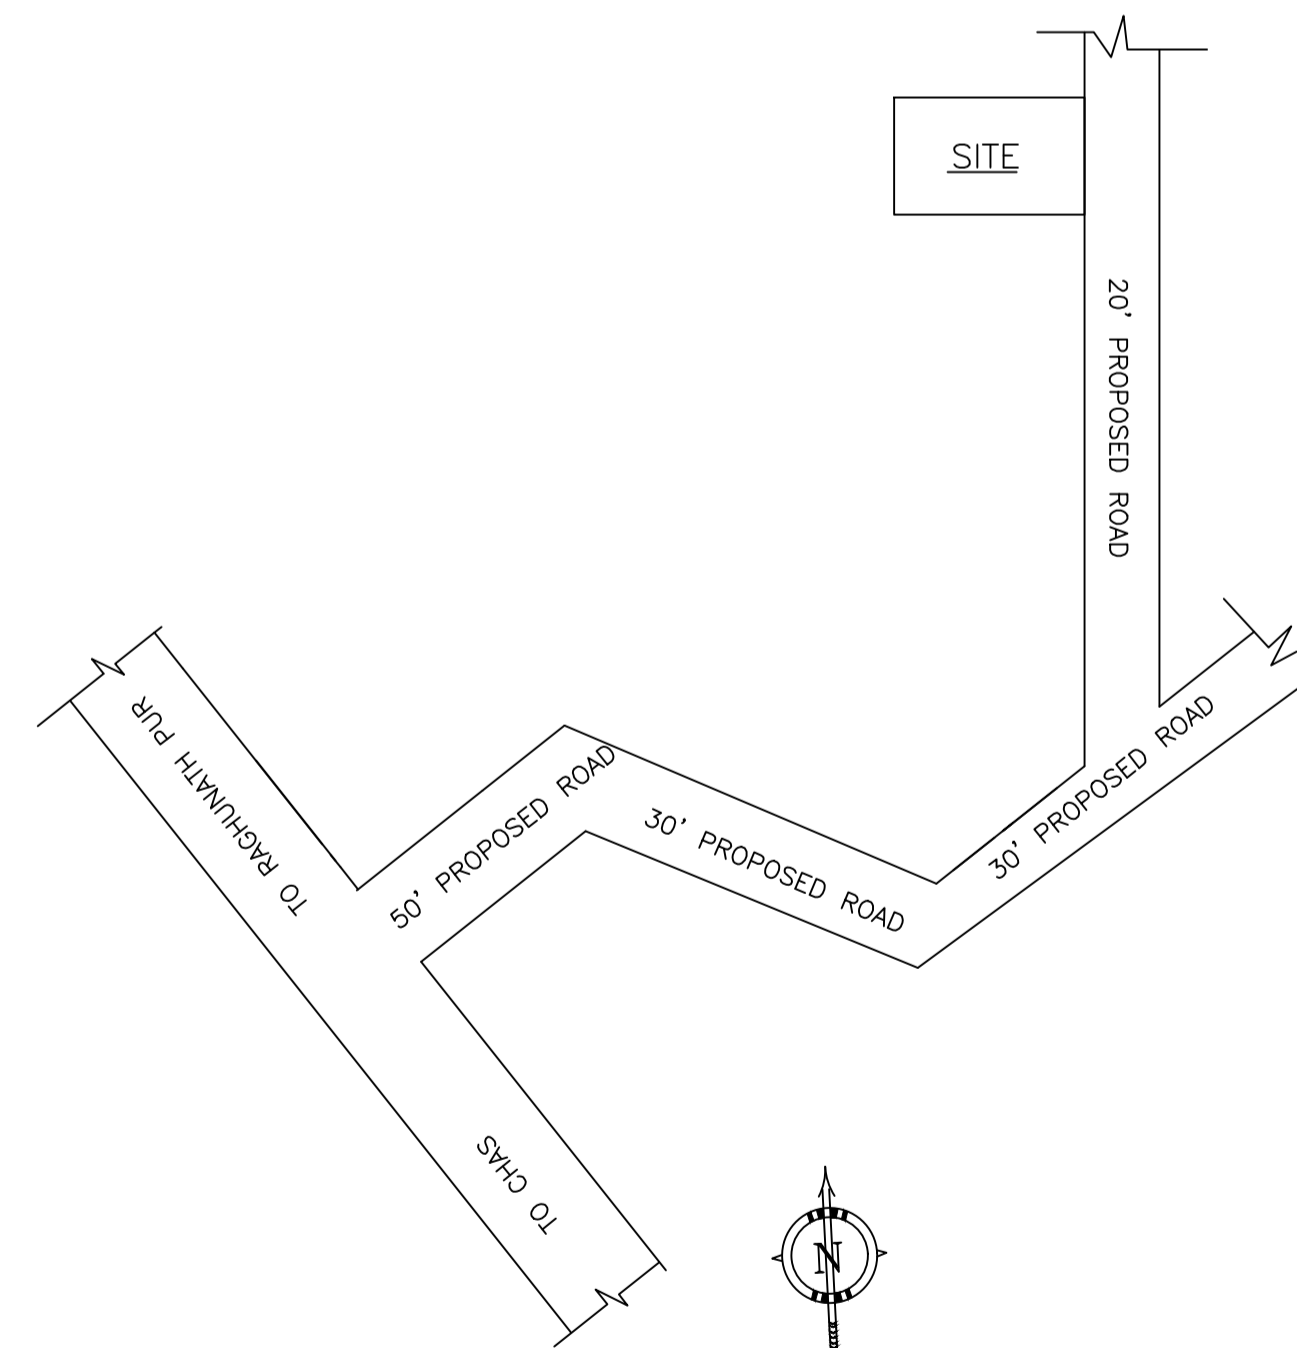 SITE
20' PROPOSED ROAD
TO RAGHUNATH PUR
50' PROPOSED ROAD
30' PROPOSED ROAD
30' PROPOSED ROAD
TO CHAS
N